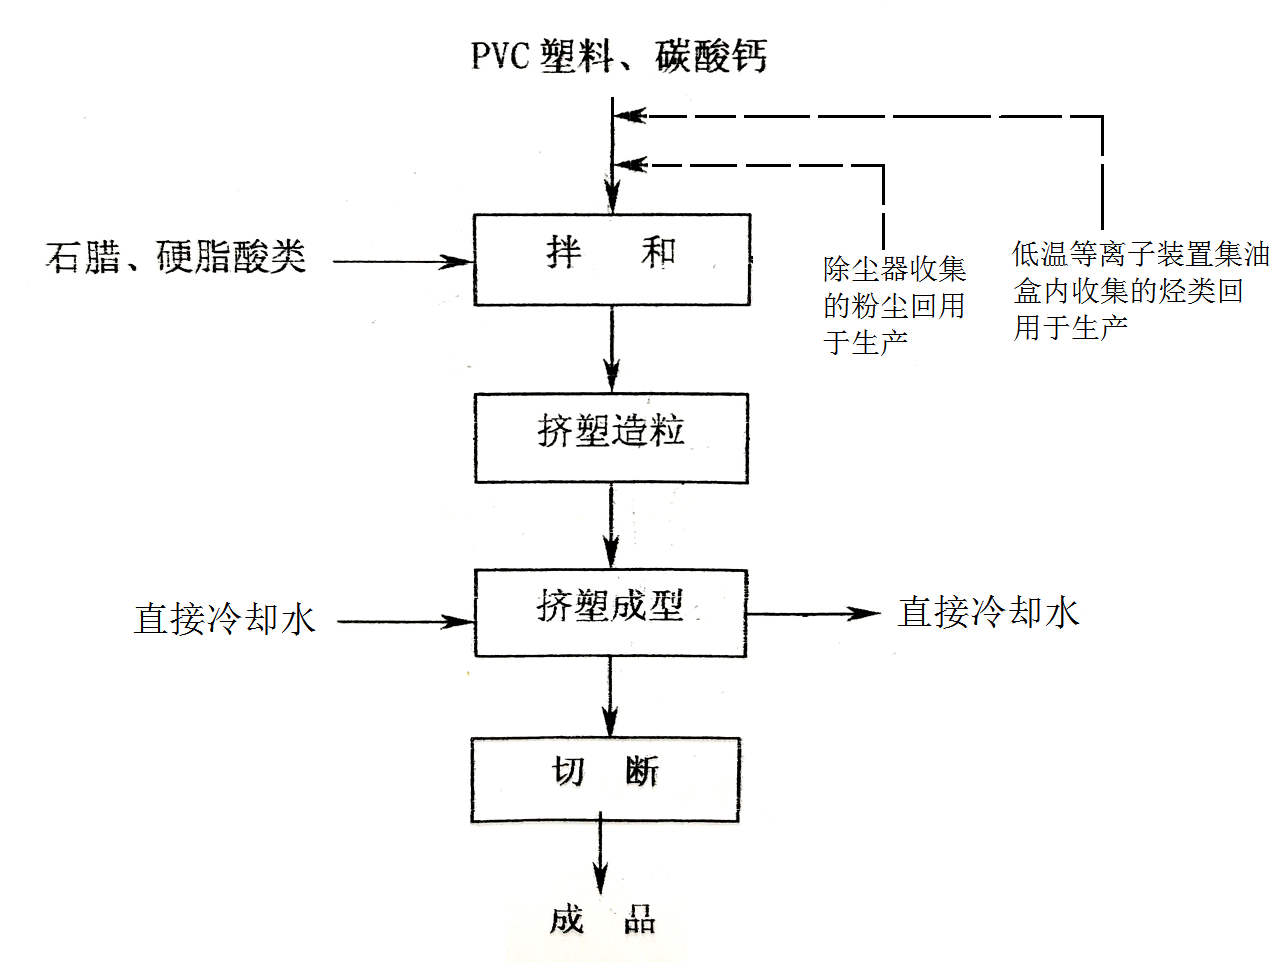 PVC 塑料、碳酸钙
石腊、硬脂酸类
拌 和
除尘器收集
的粉尘回用
于生产
低温等离子装置集油
盒内收集的烃类回
用于生产
挤塑造粒
直接冷却水
挤塑成型
直接冷却水
切 断
成 品